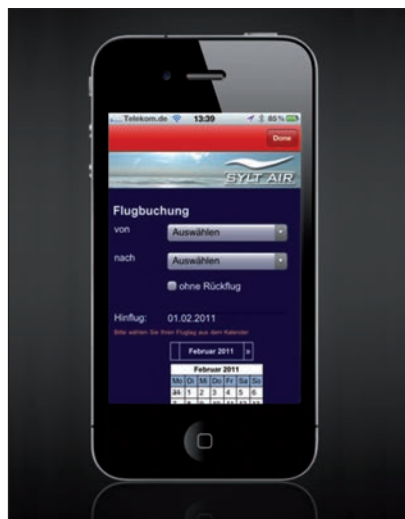 Telekom.de 13:39 85 %
Done
SYLT AIR
Flugbuchung
von Auswählen
nach Auswählen
ohne Rückflug
Hinflug: 01.02.2011
Bitte wählen Sie Ihren Flugtag aus dem Kalender
Februar 2011 »
Februar 2011
Mo Di Mi Do Fr Sa So
31 1 2 3 4 5 6